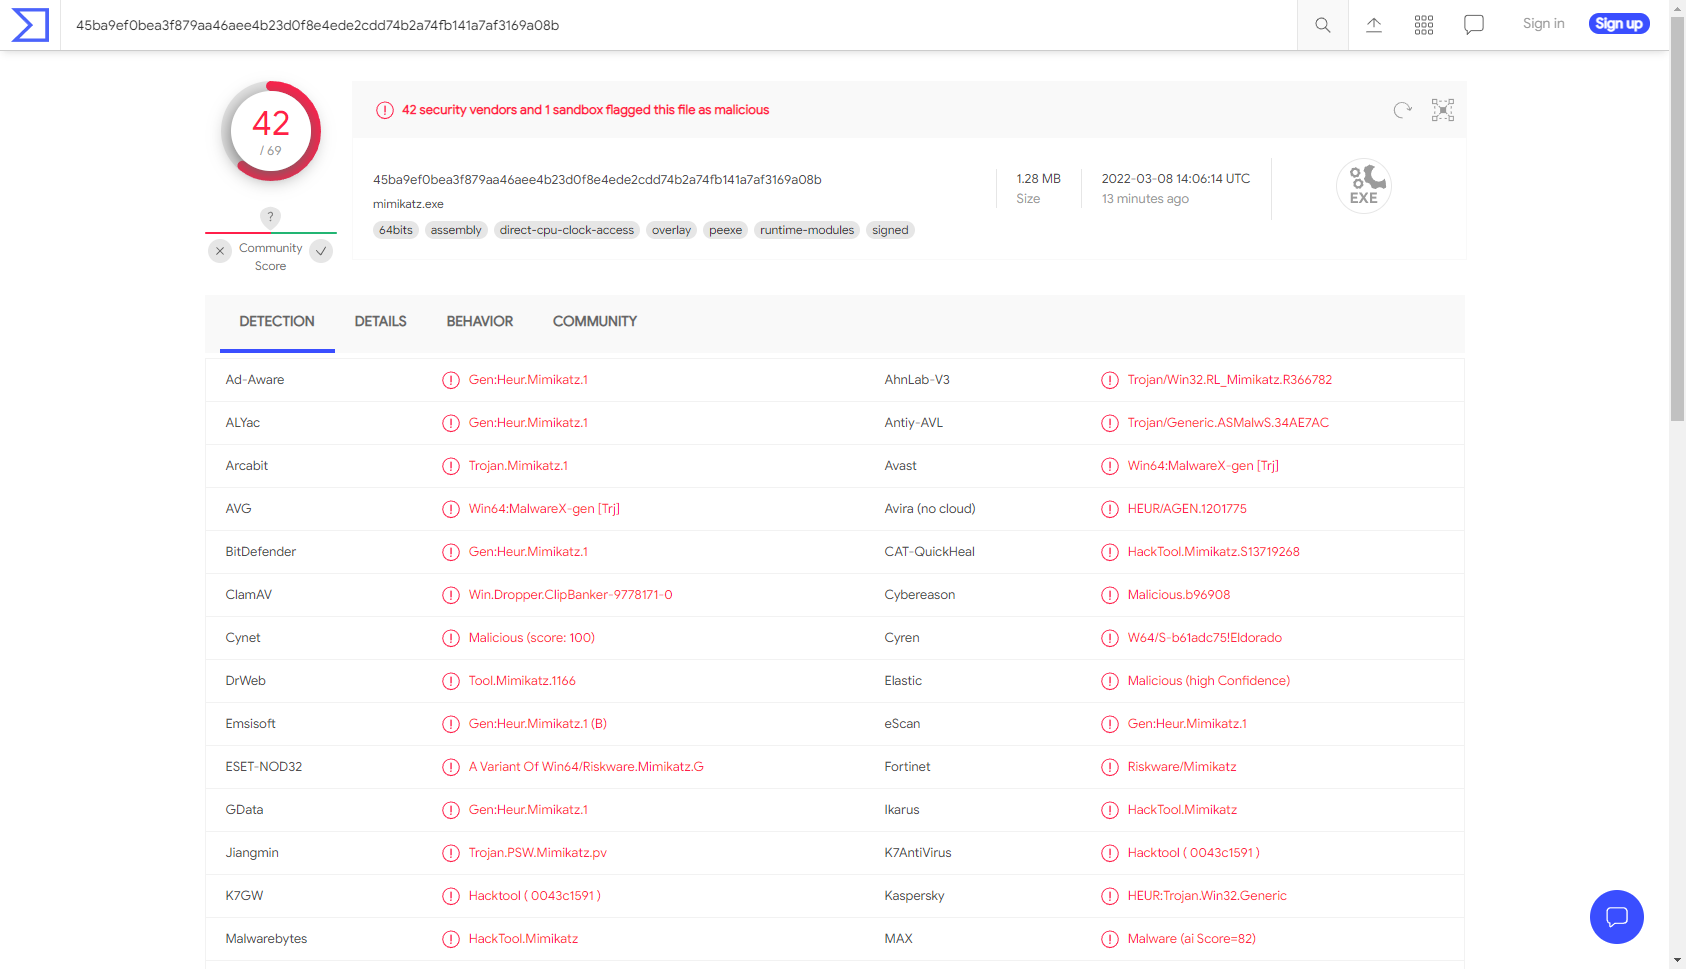 45ba9ef0bea3f879aa46aee4b23d0f8e4ede2cdd74b2a74fb141a7af3169a08b
Sign in
Sign up
42
/ 69
42 security vendors and 1 sandbox flagged this file as malicious
45ba9ef0bea3f879aa46aee4b23d0f8e4ede2cdd74b2a74fb141a7af3169a08b
mimikatz.exe
64bits assembly direct-cpu-clock-access overlay peexe runtime-modules signed
1.28 MB
Size
2022-03-08 14:06:14 UTC
13 minutes ago
EXE
?
Community
Score
DETECTION DETAILS BEHAVIOR COMMUNITY
Ad-Aware Gen:Heur.Mimikatz.1 AhnLab-V3 Trojan/Win32.RL_Mimikatz.R366782
ALYac Gen:Heur.Mimikatz.1 Antiy-AVL Trojan/Generic.ASMalwS.34AE7AC
Arcabit Trojan.Mimikatz.1 Avast Win64:MalwareX-gen [Trj]
AVG Win64:MalwareX-gen [Trj] Avira (no cloud) HEUR/AGEN.1201775
BitDefender Gen:Heur.Mimikatz.1 CAT-QuickHeal HackTool.Mimikatz.S13719268
ClamAV Win.Dropper.ClipBanker-9778171-0 Cybereason Malicious.b96908
Cynet Malicious (score: 100) Cyren W64/S-b61adc75!Eldorado
DrWeb Tool.Mimikatz.1166 Elastic Malicious (high Confidence)
Emsisoft Gen:Heur.Mimikatz.1 (B) eScan Gen:Heur.Mimikatz.1
ESET-NOD32 A Variant Of Win64/Riskware.Mimikatz.G Fortinet Riskware/Mimikatz
GData Gen:Heur.Mimikatz.1 Ikarus HackTool.Mimikatz
Jiangmin Trojan.PSW.Mimikatz.pv K7AntiVirus Hacktool ( 0043c1591 )
K7GW Hacktool ( 0043c1591 ) Kaspersky HEUR:Trojan.Win32.Generic
Malwarebytes HackTool.Mimikatz MAX Malware (ai Score=82)